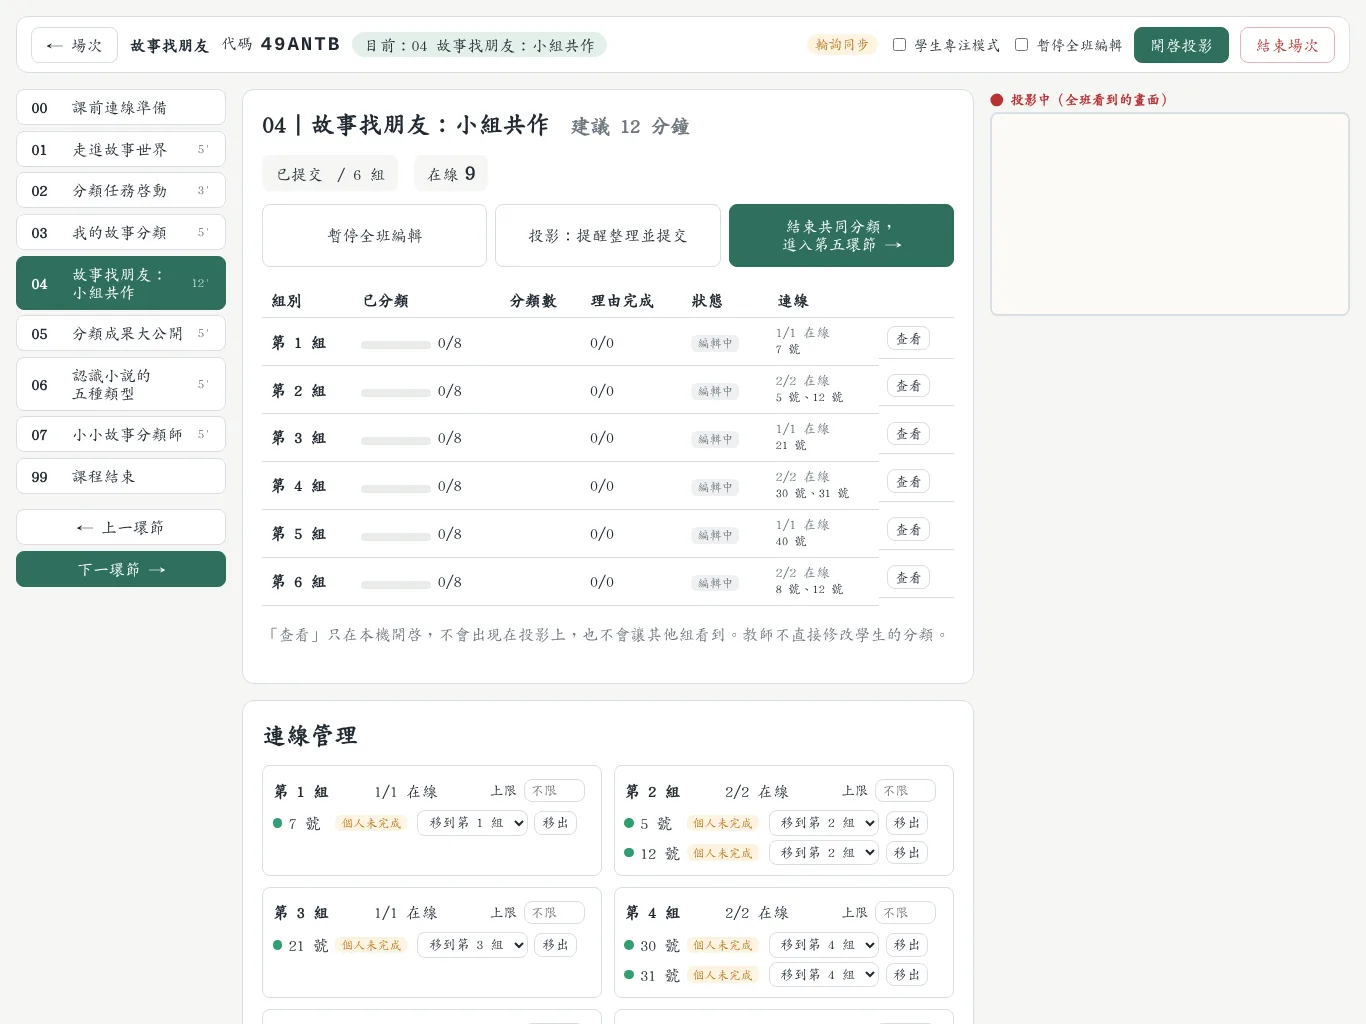 ← 場次 故事找朋友 代碼 49ANTB 目前：04 故事找朋友：小組共作 輪詢同步 學生專注模式 暫停全班編輯 開啓投影 結束場次
00 課前連線準備
01 走進故事世界 5'
02 分類任務啓動 3'
03 我的故事分類 5'
04 故事找朋友：
小組共作 12'
05 分類成果大公開 5'
06 認識小說的
五種類型 5'
07 小小故事分類師 5'
99 課程結束
← 上一環節
下一環節 →
04｜故事找朋友：小組共作 建議 12 分鐘
已提交 / 6 組 在線 9
暫停全班編輯 投影：提醒整理並提交 結束共同分類，
進入第五環節 →
組別 已分類 分類數 理由完成 狀態 連線
第 1 組 0/8 0/0 編輯中 1/1 在線
7 號 查看
第 2 組 0/8 0/0 編輯中 2/2 在線
5 號、12 號 查看
第 3 組 0/8 0/0 編輯中 1/1 在線
21 號 查看
第 4 組 0/8 0/0 編輯中 2/2 在線
30 號、31 號 查看
第 5 組 0/8 0/0 編輯中 1/1 在線
40 號 查看
第 6 組 0/8 0/0 編輯中 2/2 在線
8 號、12 號 查看
「查看」只在本機開啓，不會出現在投影上，也不會讓其他組看到。教師不直接修改學生的分類。
投影中（全班看到的畫面）
連線管理
第 1 組 1/1 在線 上限 不限
7 號 個人未完成 移到第 1 組 移出
第 2 組 2/2 在線 上限 不限
5 號 個人未完成 移到第 2 組 移出
12 號 個人未完成 移到第 2 組 移出
第 3 組 1/1 在線 上限 不限
21 號 個人未完成 移到第 3 組 移出
第 4 組 2/2 在線 上限 不限
30 號 個人未完成 移到第 4 組 移出
31 號 個人未完成 移到第 4 組 移出